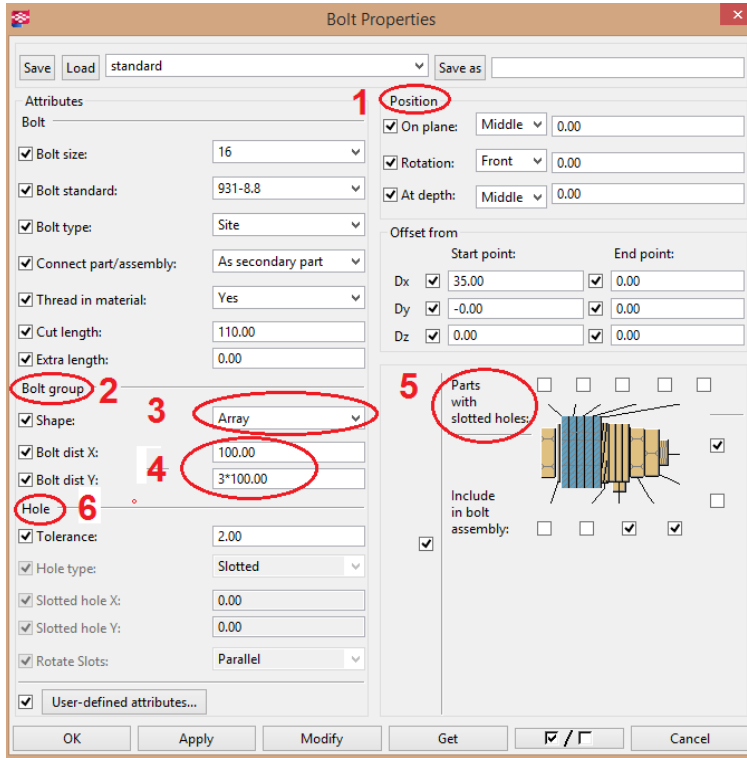 Bolt Properties
x
Save Load standard Save as
Attributes
Bolt
Bolt size: 16
Bolt standard: 931-8.8
Bolt type: Site
Connect part/assembly: As secondary part
Thread in material: Yes
Cut length: 110.00
Extra length: 0.00
Bolt group 2
Shape: 3 Array
Bolt dist X: 100.00
4
Bolt dist Y: 3*100.00
Hole 6
Tolerance: 2.00
Hole type: Slotted
Slotted hole X: 0.00
Slotted hole Y: 0.00
Rotate Slots: Parallel
User-defined attributes...
1 Position
On plane: Middle 0.00
Rotation: Front 0.00
At depth: Middle 0.00
Offset from
Start point: End point:
Dx 35.00 0.00
Dy -0.00 0.00
Dz 0.00 0.00
5 Parts
with
slotted holes:
Include
in bolt
assembly:
OK Apply Modify Get / Cancel